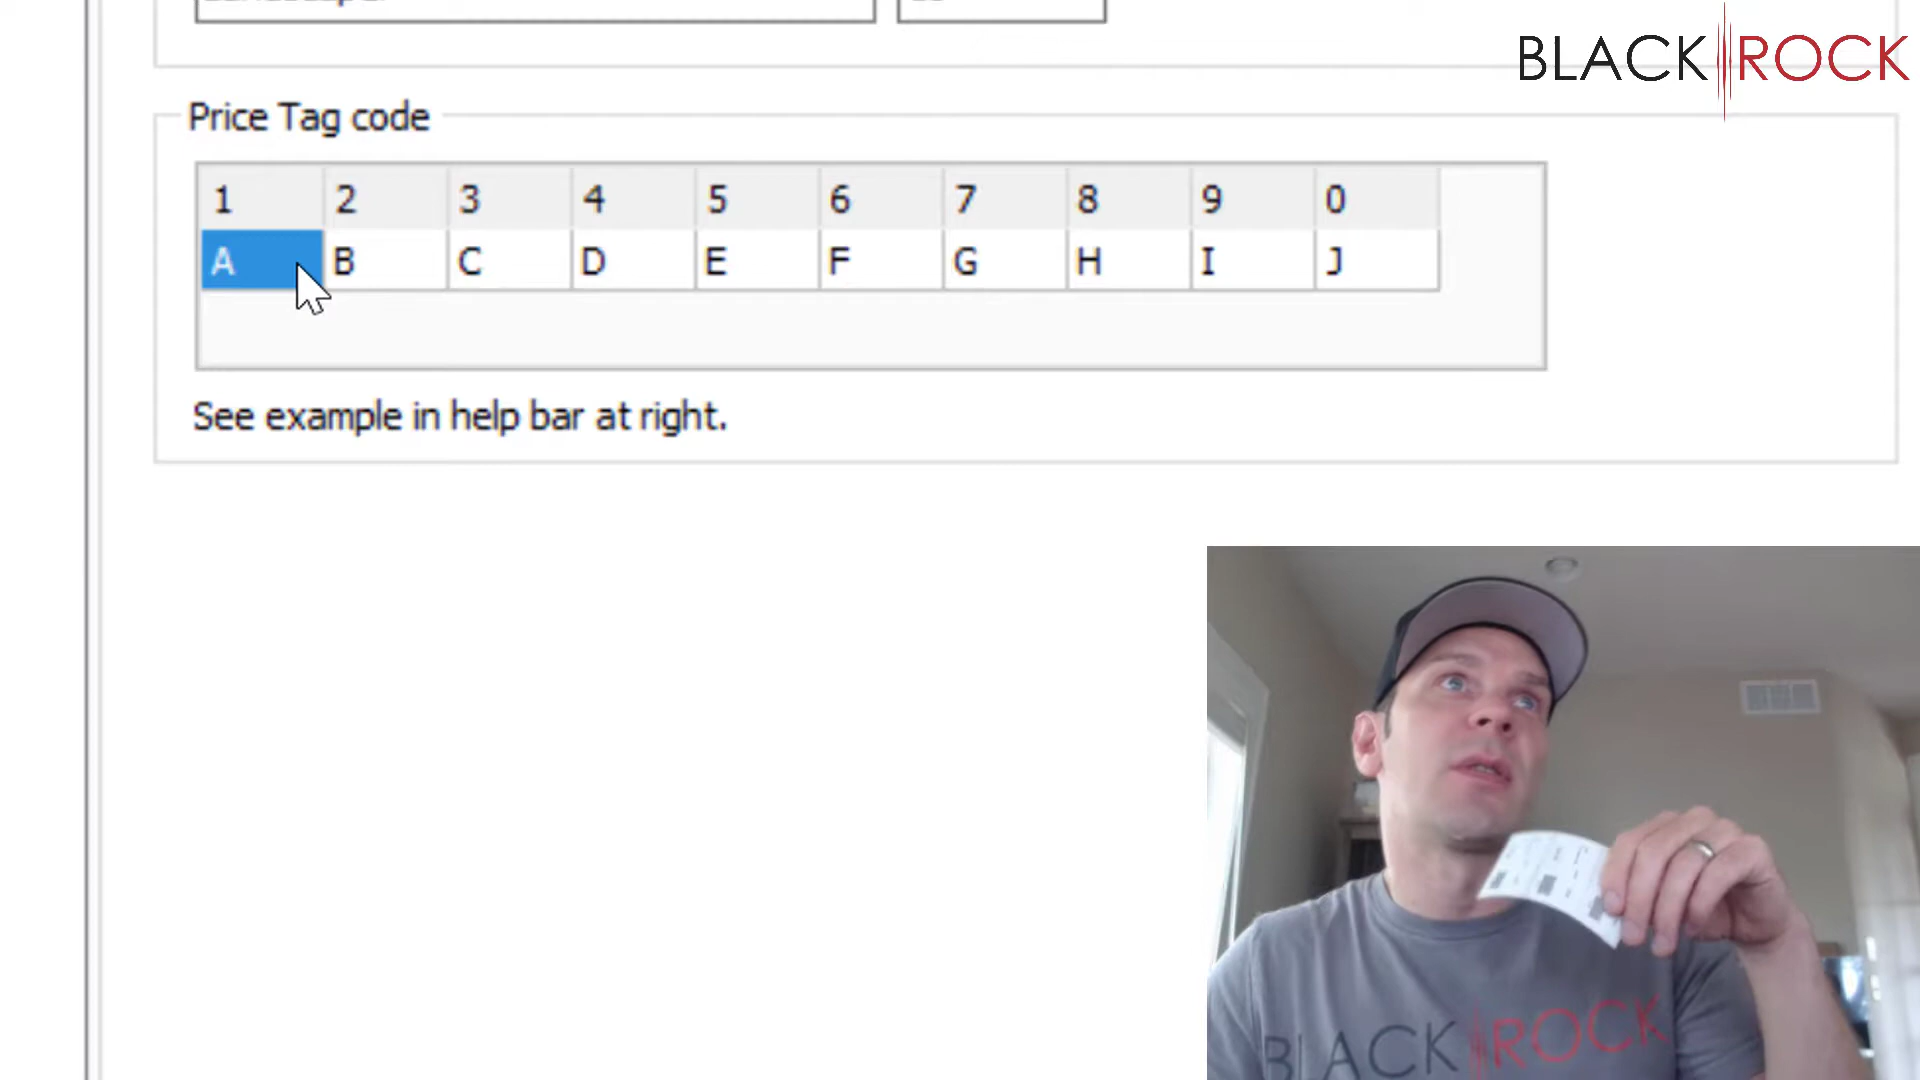 BLACK ROCK
Price Tag code
1 2 3 4 5 6 7 8 9 0
A B C D E F G H I J
See example in help bar at right.
BLACK ROCK